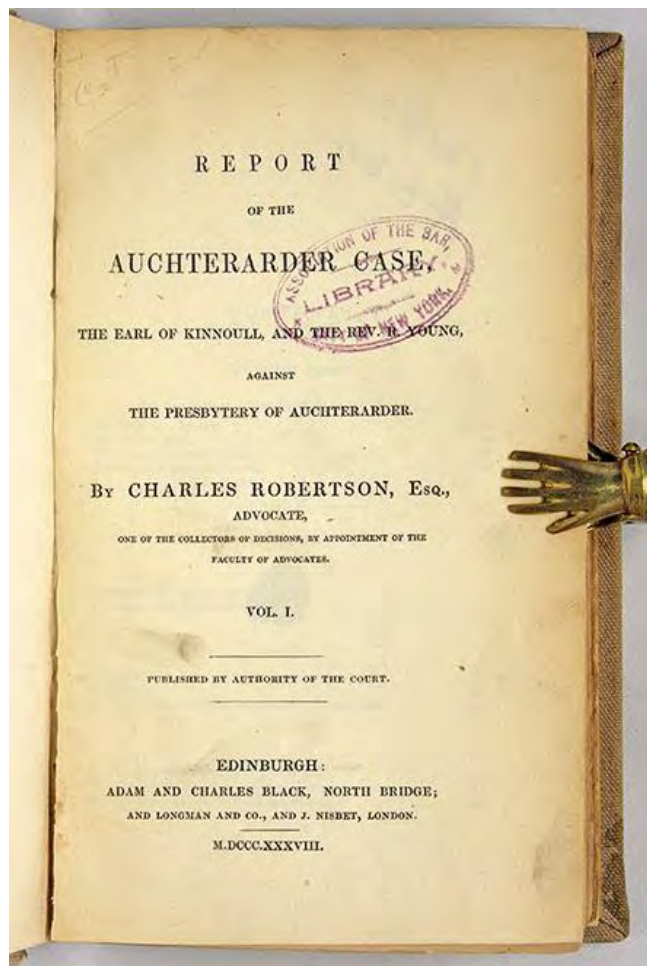 REPORT
OF THE
AUCHTERARDER CASE,
THE EARL OF KINNOULL, AND THE REV. R. YOUNG,
AGAINST
THE PRESBYTERY OF AUCHTERARDER.
BY CHARLES ROBERTSON, ESQ.,
ADVOCATE,
ONE OF THE COLLECTORS OF DECISIONS, BY APPOINTMENT OF THE
FACULTY OF ADVOCATES.
VOL. I.
PUBLISHED BY AUTHORITY OF THE COURT.
EDINBURGH:
ADAM AND CHARLES BLACK, NORTH BRIDGE;
AND LONGMAN AND CO., AND J. NISBET, LONDON.
M.DCCC.XXXVIII.
ASSOCIATION OF THE BAR,
LIBRARY
NEW YORK